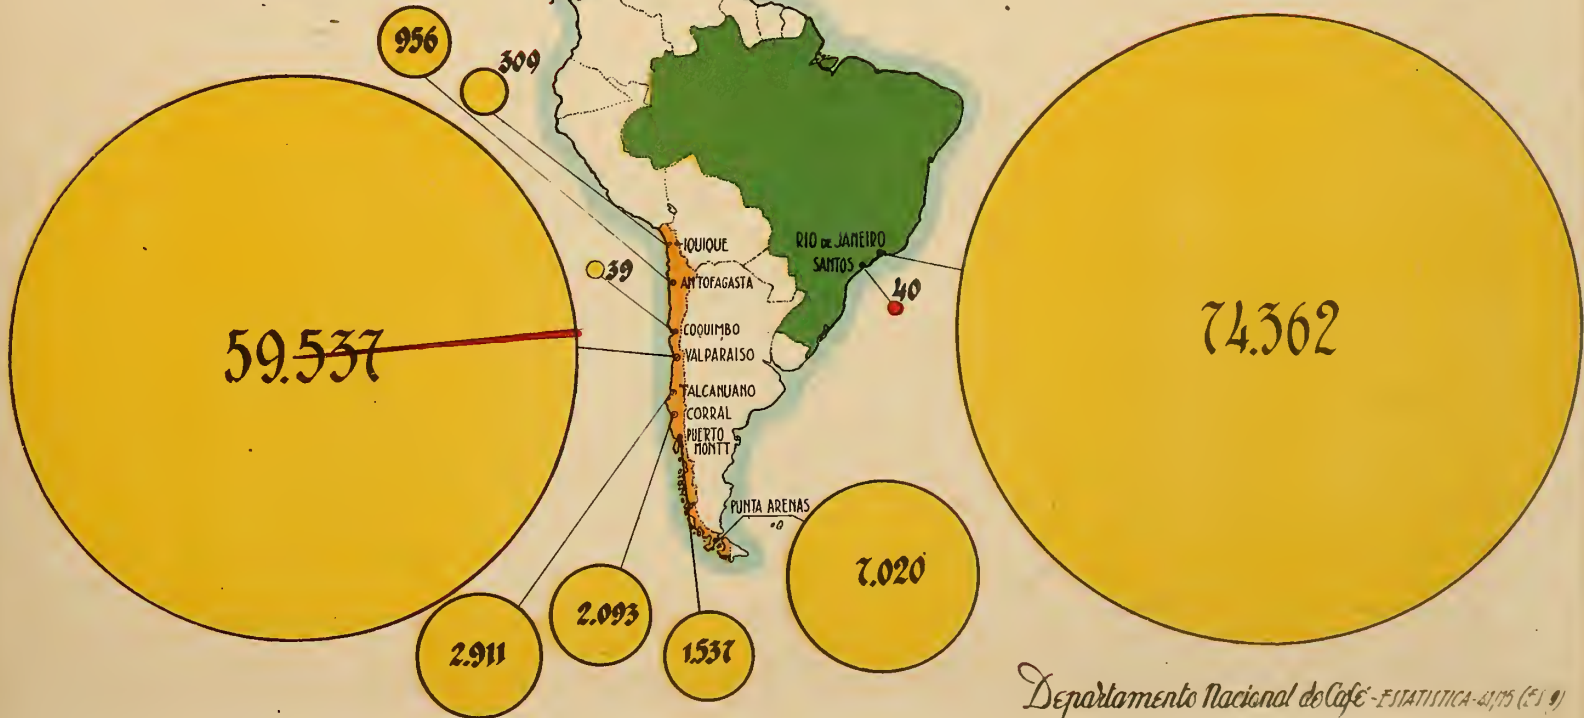 956
309
IQUIQUE
RIO DE JANEIRO
SANTOS
39
ANTOFAGASTA
40
COQUIMBO
59.537
VALPARAISO
74.362
TALCAHUANO
CORRAL
PUERTO
MONTT
PUNTA ARENAS
7.020
2.911
2.093
1.537
Departamento Nacional do Café - ESTATISTICA -